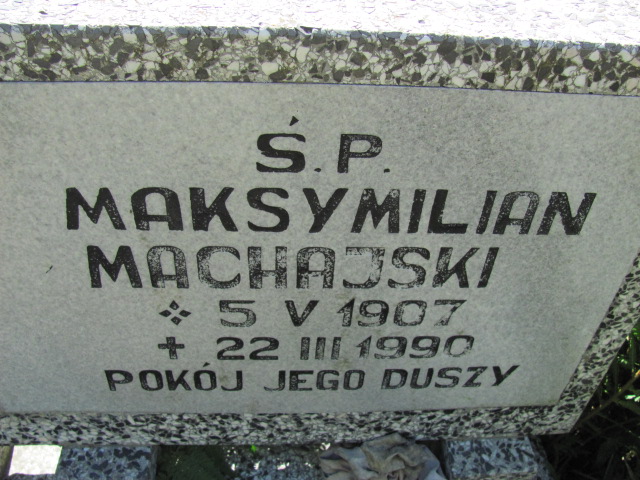 Ś.P.
MAKSYMILIAN
MACHAJSKI
✣ 5 V 1907
✝ 22 III 1990
POKÓJ JEGO DUSZY